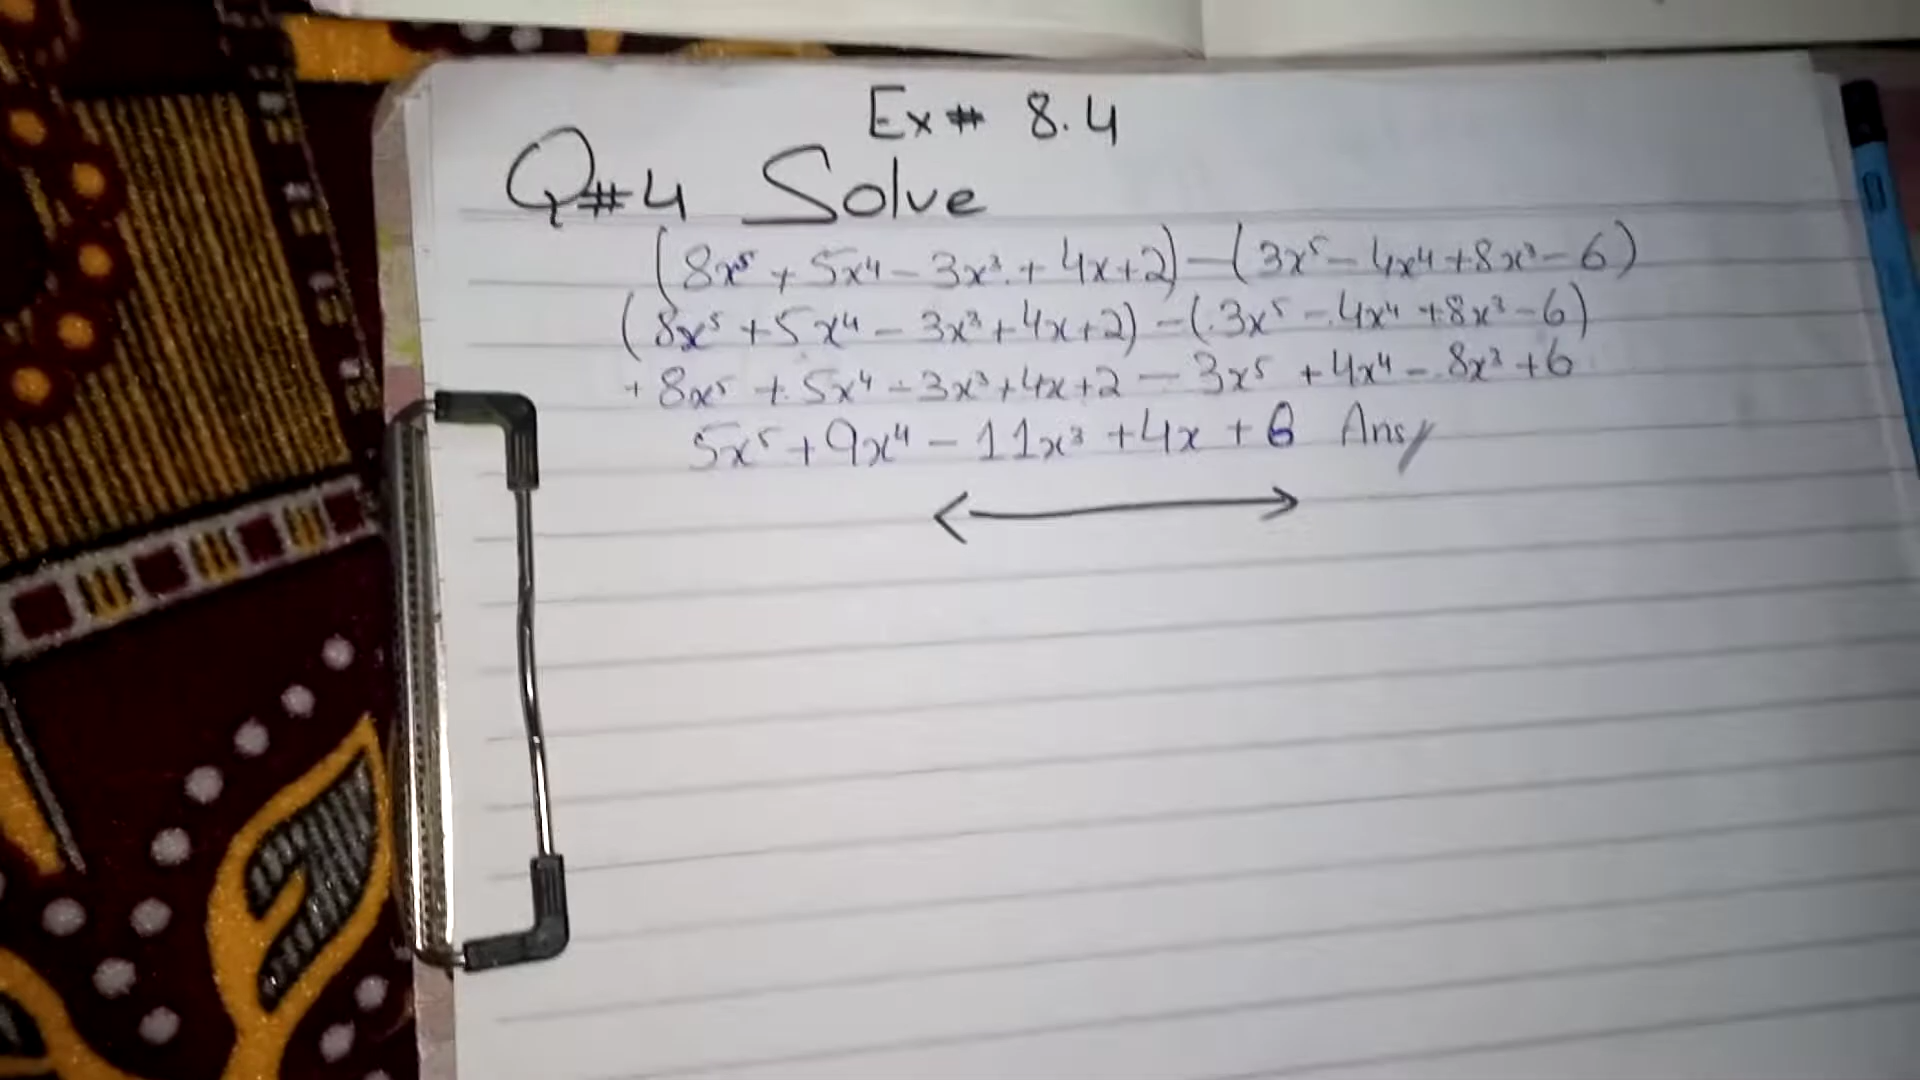 Ex# 8.4
Q#4 Solve
(8x⁵ + 5x⁴ - 3x³ + 4x + 2) - (3x⁵ - 4x⁴ + 8x³ - 6)
(8x⁵ + 5x⁴ - 3x³ + 4x + 2) - (3x⁵ - 4x⁴ + 8x³ - 6)
+ 8x⁵ + 5x⁴ - 3x³ + 4x + 2 - 3x⁵ + 4x⁴ - 8x³ + 6
5x⁵ + 9x⁴ - 11x³ + 4x + Ans